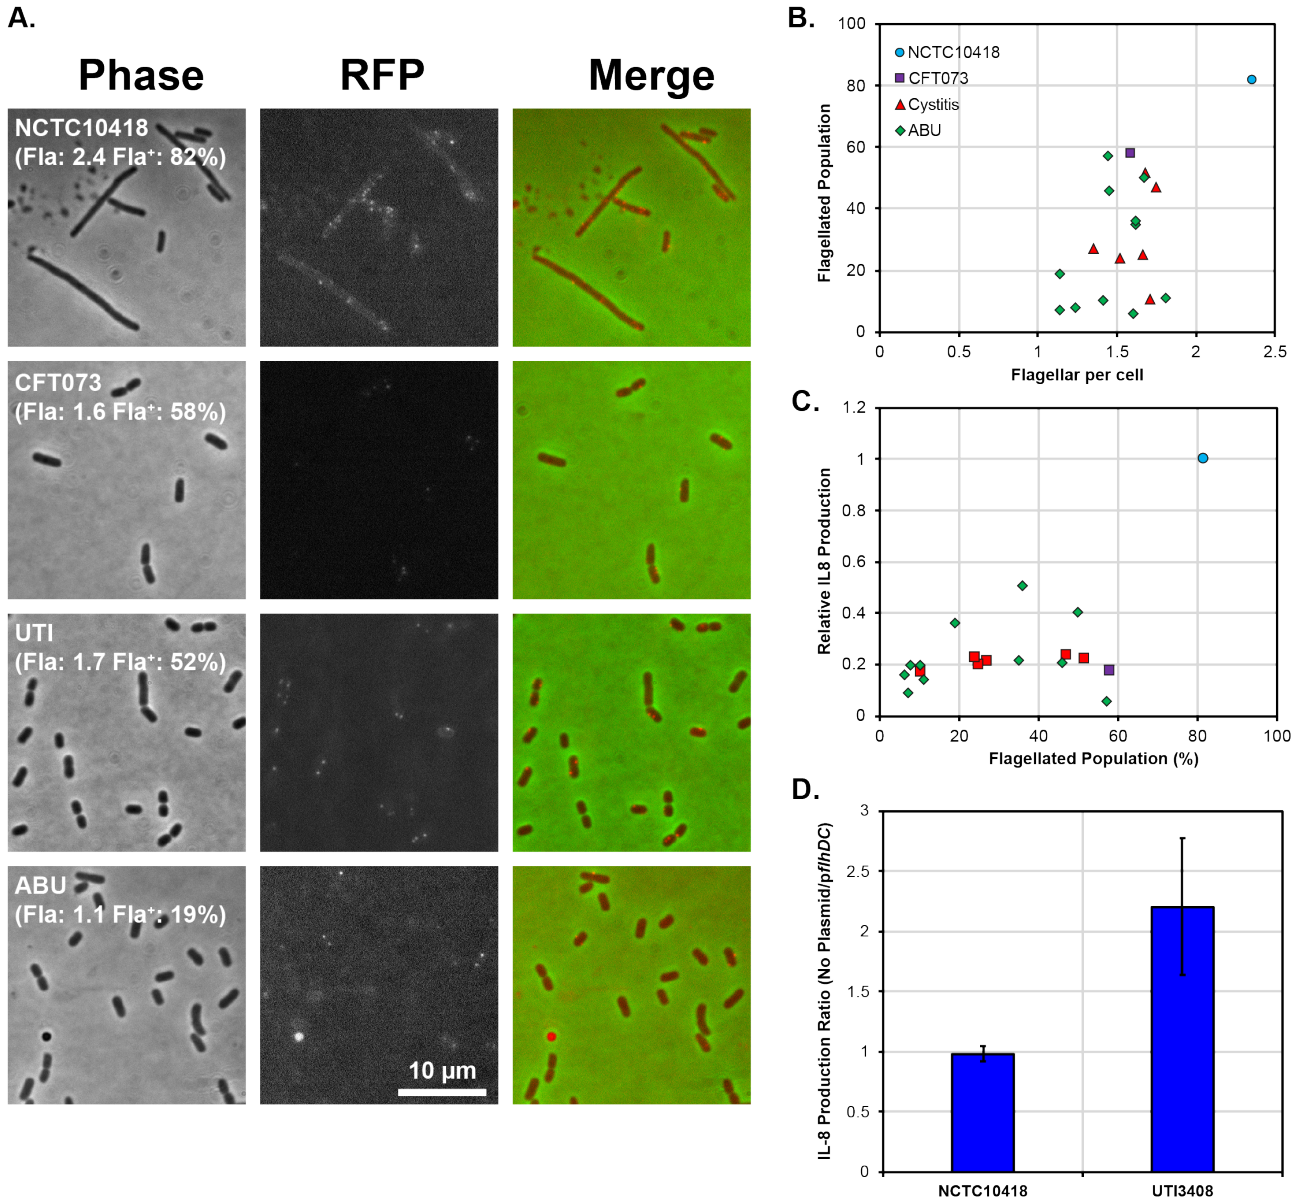 A.
Phase RFP Merge
NCTC10418
(Fla: 2.4 Fla⁺: 82%)
CFT073
(Fla: 1.6 Fla⁺: 58%)
UTI
(Fla: 1.7 Fla⁺: 52%)
ABU
(Fla: 1.1 Fla⁺: 19%)
10 µm
B.
Flagellated Population
100
80
60
40
20
0
NCTC10418
CFT073
Cystitis
ABU
0 0.5 1 1.5 2 2.5
Flagellar per cell
C.
Relative IL8 Production
1.2
1
0.8
0.6
0.4
0.2
0
0 20 40 60 80 100
Flagellated Population (%)
D.
IL-8 Production Ratio (No Plasmid/pflhDC)
3
2.5
2
1.5
1
0.5
0
NCTC10418 UTI3408